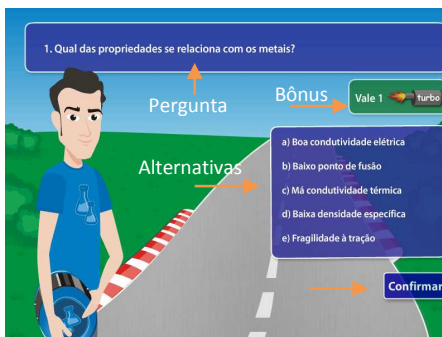 1. Qual das propriedades se relaciona com os metais?
Pergunta
Bônus
Vale 1 turbo
Alternativas
a) Boa condutividade elétrica
b) Baixo ponto de fusão
c) Má condutividade térmica
d) Baixa densidade específica
e) Fragilidade à tração
Confirmar